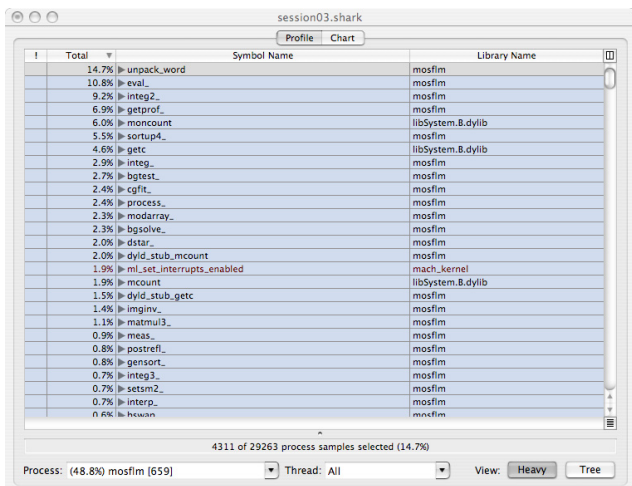 session03.shark
Profile Chart
! Total Symbol Name Library Name
14.7% unpack_word mosflm
10.8% eval_ mosflm
9.2% integ2_ mosflm
6.9% getprof_ mosflm
6.0% moncount libSystem.B.dylib
5.5% sortup4_ mosflm
4.6% getc libSystem.B.dylib
2.9% integ_ mosflm
2.7% bgtest_ mosflm
2.4% cgfit_ mosflm
2.4% process_ mosflm
2.3% modarray_ mosflm
2.3% bgsolve_ mosflm
2.0% dstar_ mosflm
2.0% dyld_stub_mcount mosflm
1.9% ml_set_interrupts_enabled mach_kernel
1.9% mcount libSystem.B.dylib
1.5% dyld_stub_getc mosflm
1.4% imginv_ mosflm
1.1% matmul3_ mosflm
0.9% meas_ mosflm
0.8% postrefl_ mosflm
0.8% gensort_ mosflm
0.7% integ3_ mosflm
0.7% setsm2_ mosflm
0.7% interp_ mosflm
0.6% bswap mosflm
4311 of 29263 process samples selected (14.7%)
Process: (48.8%) mosflm [659] Thread: All View: Heavy Tree